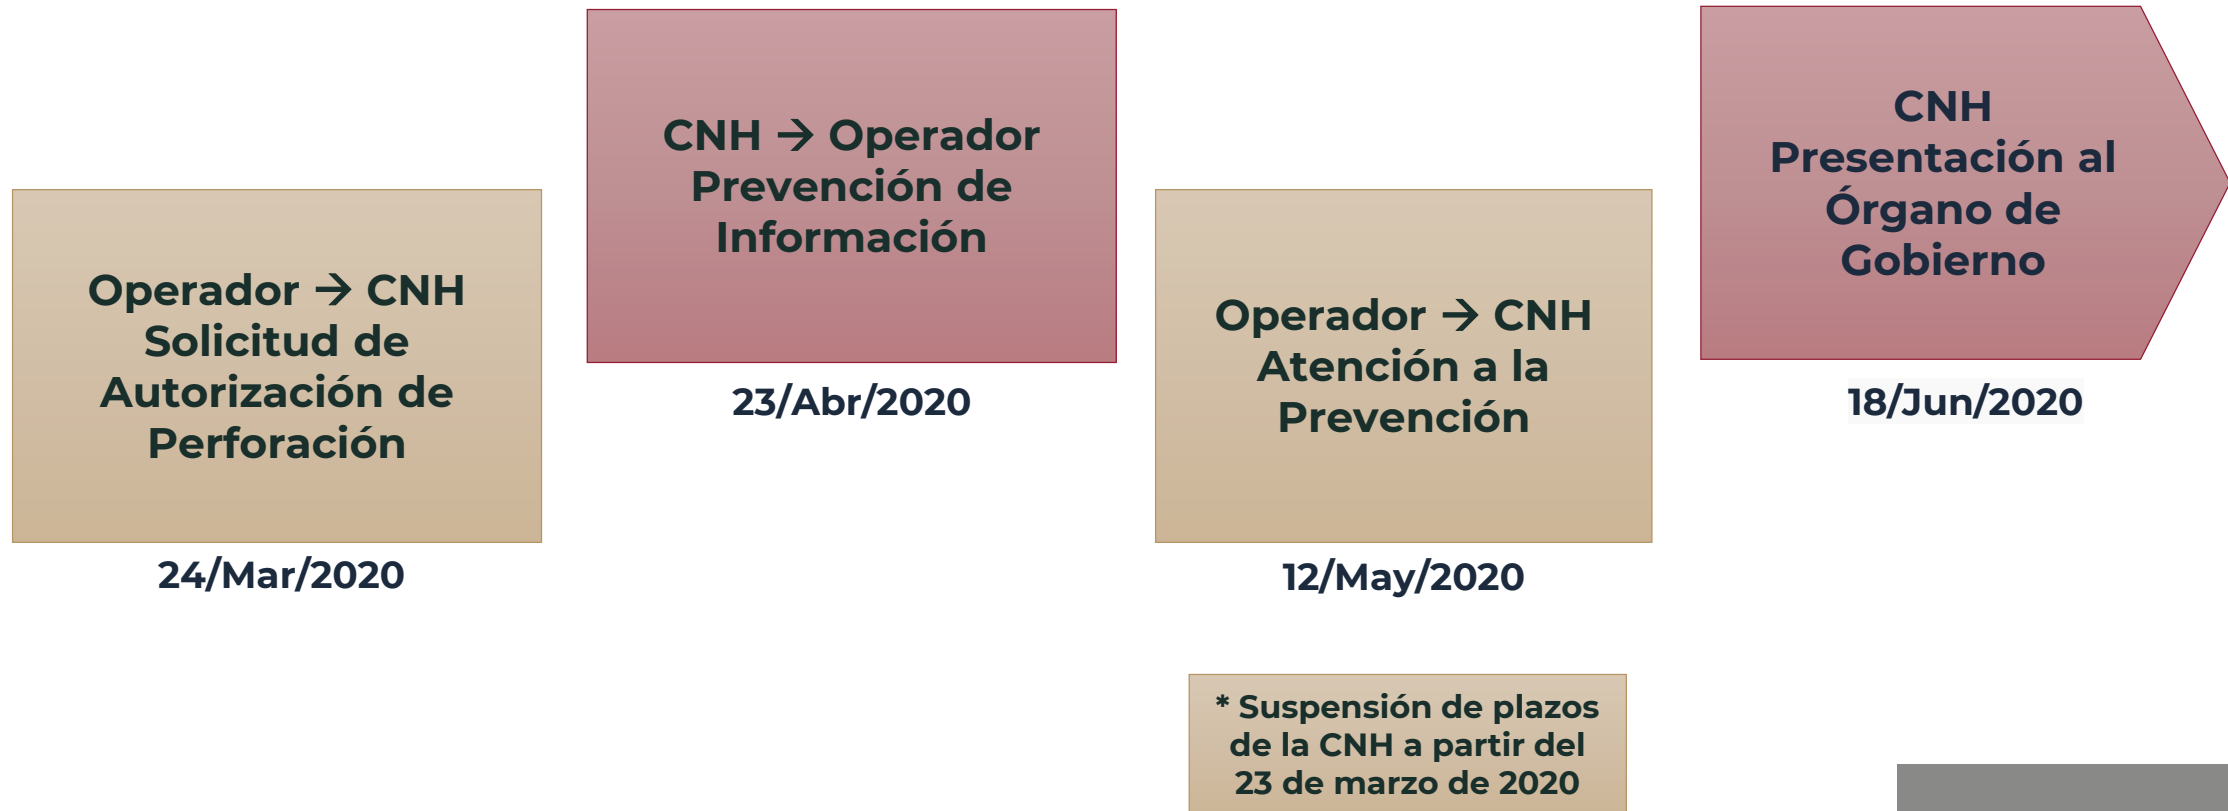 Operador → CNH
Solicitud de
Autorización de
Perforación
24/Mar/2020
CNH → Operador
Prevención de
Información
23/Abr/2020
Operador → CNH
Atención a la
Prevención
12/May/2020
CNH
Presentación al
Órgano de
Gobierno
18/Jun/2020
* Suspensión de plazos
de la CNH a partir del
23 de marzo de 2020